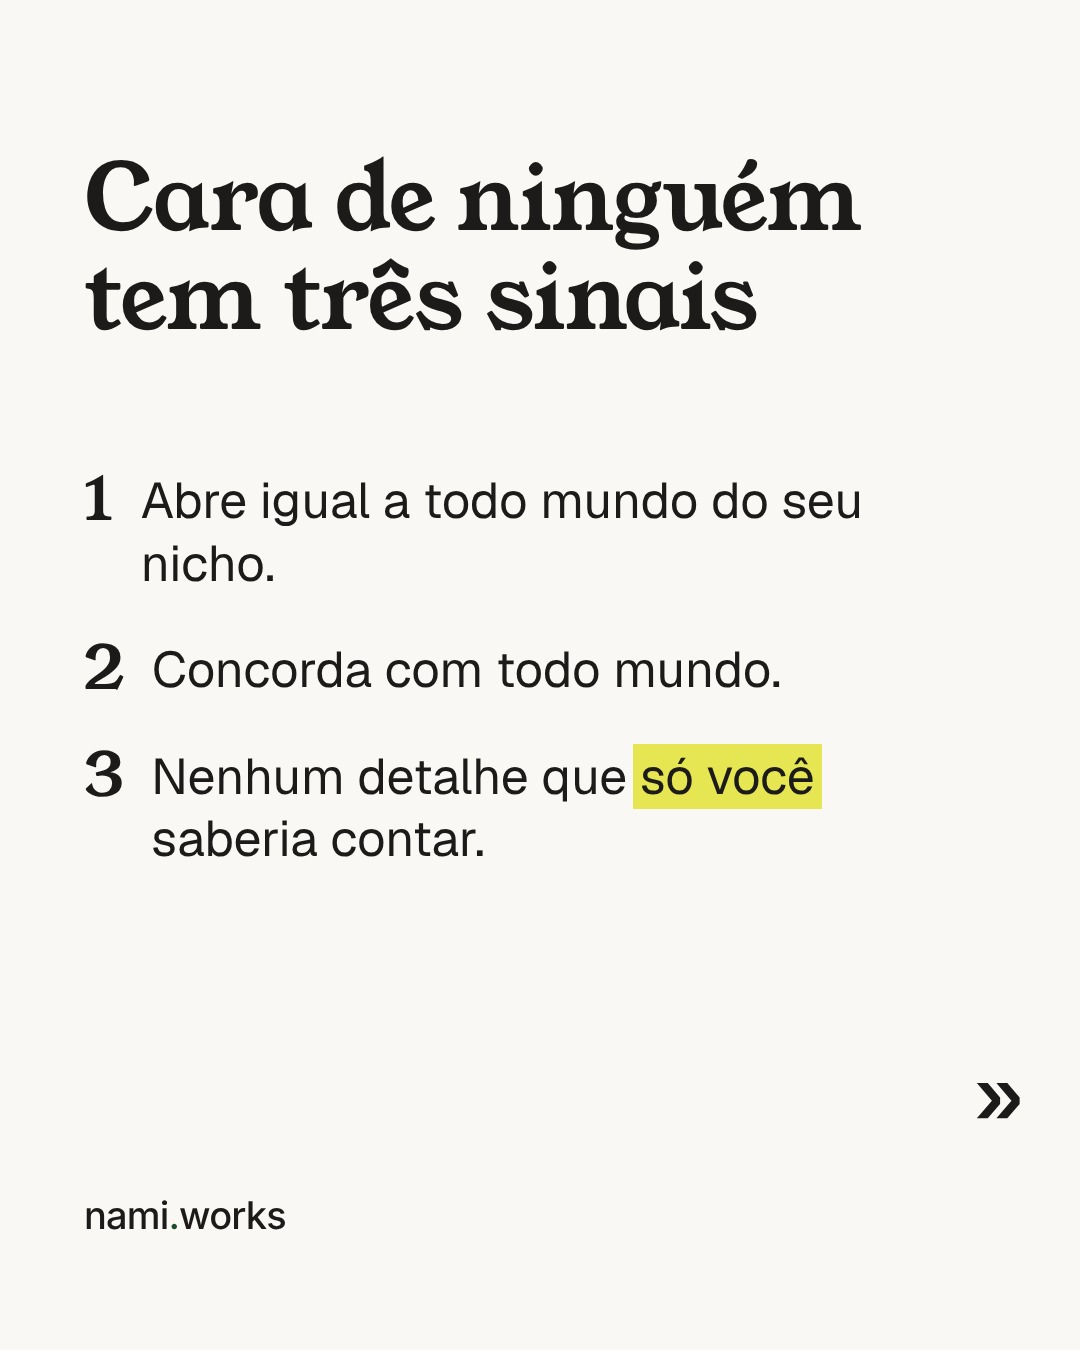 Cara de ninguém
tem três sinais
1 Abre igual a todo mundo do seu
nicho.
2 Concorda com todo mundo.
3 Nenhum detalhe que só você
saberia contar.
»
nami.works